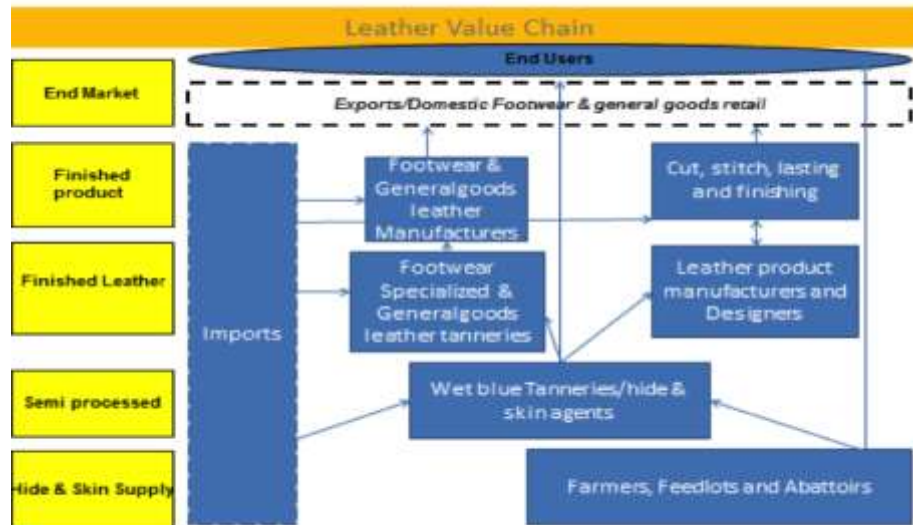 Leather Value Chain
End Users
End Market
Exports/Domestic Footwear & general goods retail
Finished
product
Footwear &
Generalgoods
leather
Manufacturers
Cut, stitch, lasting
and finishing
Finished Leather
Imports
Footwear
Specialized &
Generalgoods
leather tanneries
Leather product
manufacturers and
Designers
Semi processed
Wet blue Tanneries/hide &
skin agents
Hide & Skin Supply
Farmers, Feedlots and Abattoirs